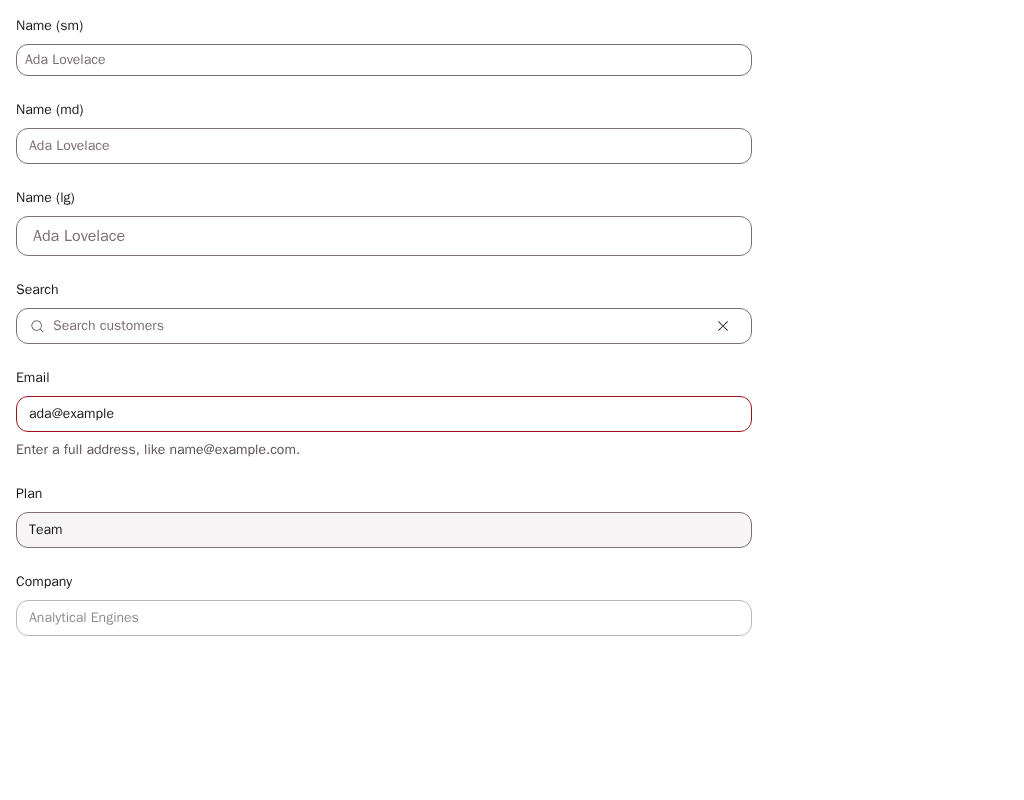 Name (sm)
Ada Lovelace
Name (md)
Ada Lovelace
Name (lg)
Ada Lovelace
Search
Search customers
Email
ada@example
Enter a full address, like name@example.com.
Plan
Team
Company
Analytical Engines